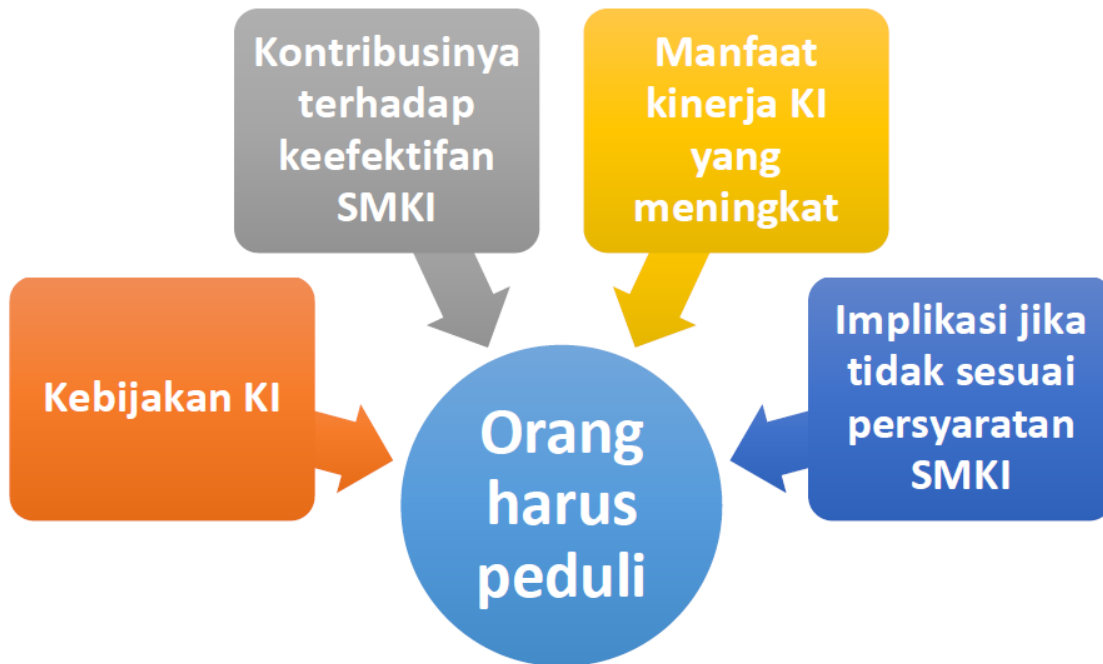 Kontribusinya
terhadap
keefektifan
SMKI
Manfaat
kinerja KI
yang
meningkat
Kebijakan KI
Implikasi jika
tidak sesuai
persyaratan
SMKI
Orang
harus
peduli